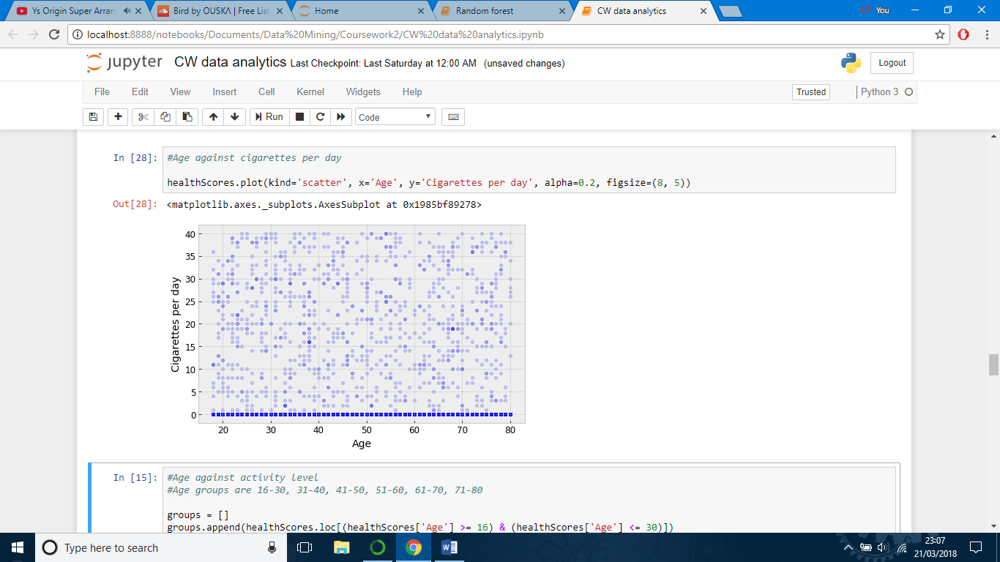 Ys Origin Super Arran
Bird by OUSKΛ | Free List
Home
Random forest
CW data analytics
You
localhost:8888/notebooks/Documents/Data%20Mining/Coursework2/CW%20data%20analytics.ipynb
jupyter CW data analytics Last Checkpoint: Last Saturday at 12:00 AM (unsaved changes)
Logout
File Edit View Insert Cell Kernel Widgets Help
Trusted
Python 3
Run
Code
In [28]: #Age against cigarettes per day
healthScores.plot(kind='scatter', x='Age', y='Cigarettes per day', alpha=0.2, figsize=(8, 5))
Out[28]: <matplotlib.axes._subplots.AxesSubplot at 0x1985bf89278>
Cigarettes per day
40
35
30
25
20
15
10
5
0
20 30 40 50 60 70 80
Age
In [15]: #Age against activity level
#Age groups are 16-30, 31-40, 41-50, 51-60, 61-70, 71-80
groups = []
groups.append(healthScores.loc[(healthScores['Age'] >= 16) & (healthScores['Age'] <= 30)])
Type here to search
23:07
21/03/2018